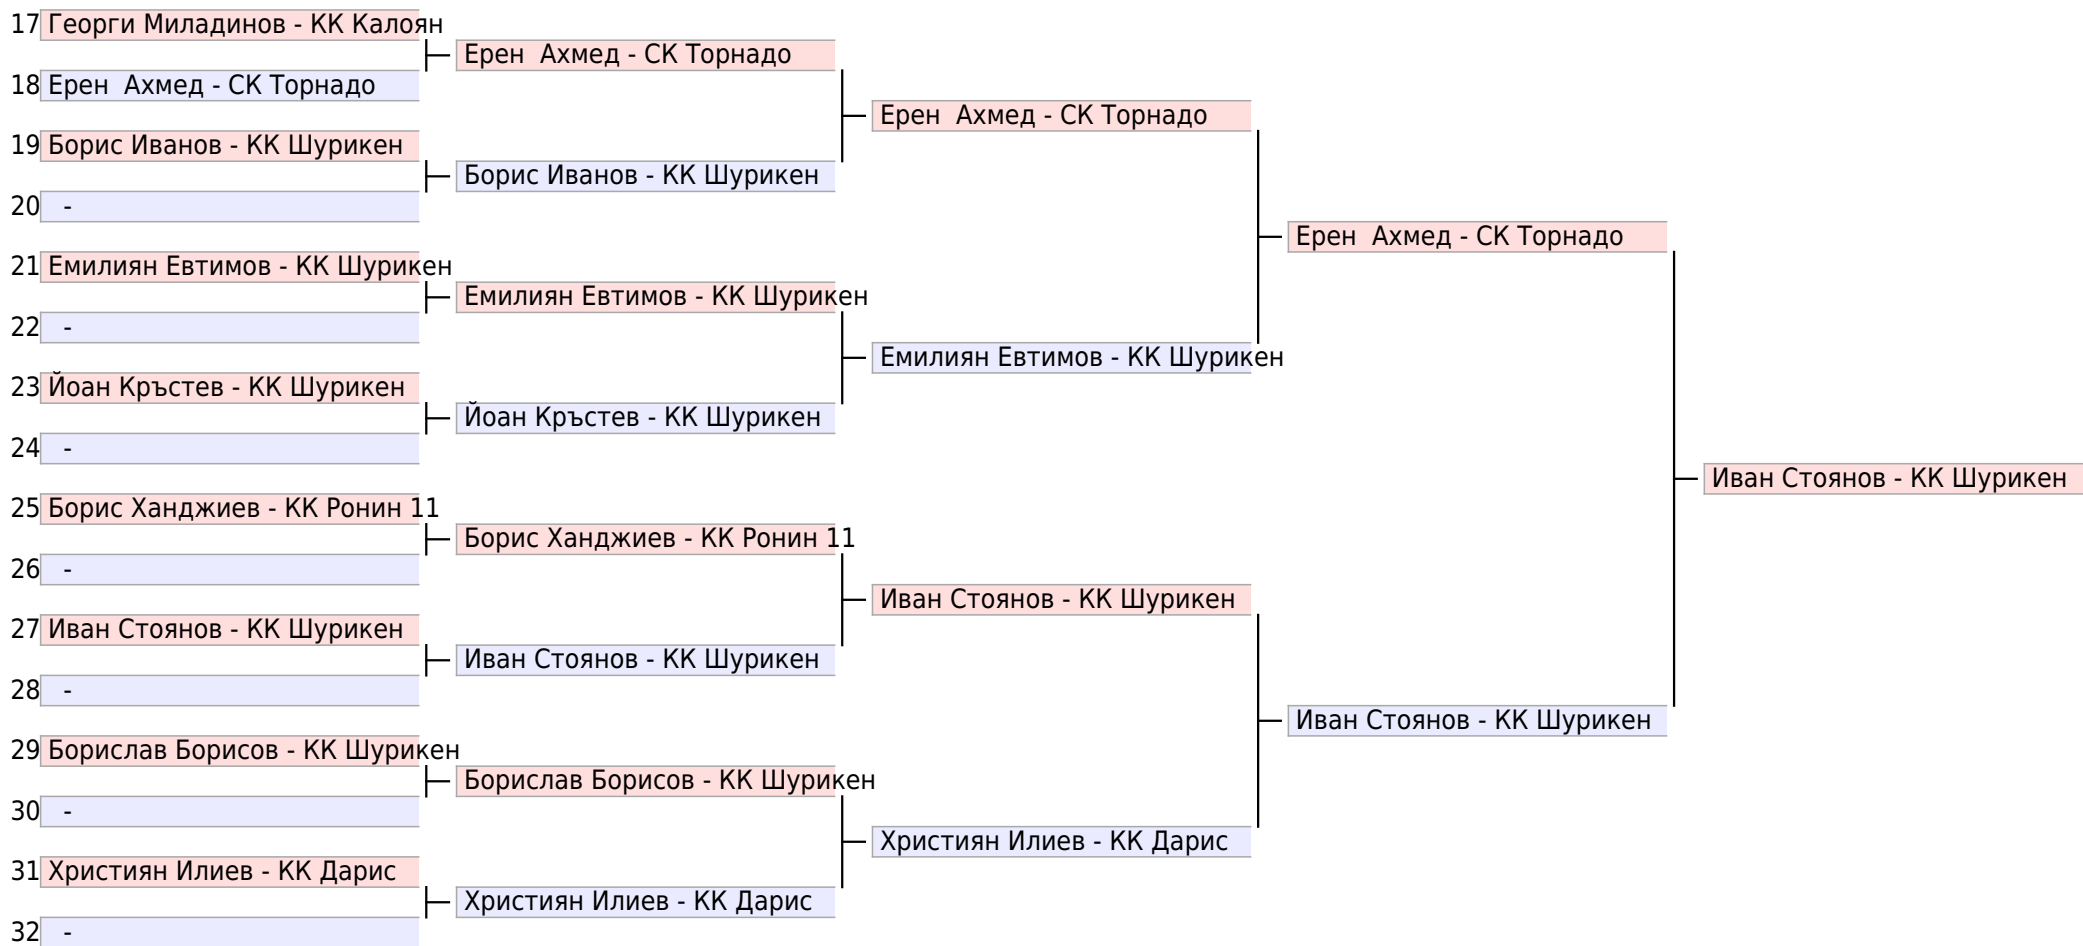 17 Георги Миладинов - КК Калоян
18 Ерен  Ахмед - СК Торнадо
19 Борис Иванов - КК Шурикен
20 -
21 Емилиян Евтимов - КК Шурикен
22 -
23 Йоан Кръстев - КК Шурикен
24 -
25 Борис Ханджиев - КК Ронин 11
26 -
27 Иван Стоянов - КК Шурикен
28 -
29 Борислав Борисов - КК Шурикен
30 -
31 Християн Илиев - КК Дарис
32 -
Ерен  Ахмед - СК Торнадо
Борис Иванов - КК Шурикен
Емилиян Евтимов - КК Шурикен
Йоан Кръстев - КК Шурикен
Борис Ханджиев - КК Ронин 11
Иван Стоянов - КК Шурикен
Борислав Борисов - КК Шурикен
Християн Илиев - КК Дарис
Ерен  Ахмед - СК Торнадо
Емилиян Евтимов - КК Шурикен
Иван Стоянов - КК Шурикен
Християн Илиев - КК Дарис
Ерен  Ахмед - СК Торнадо
Иван Стоянов - КК Шурикен
Иван Стоянов - КК Шурикен